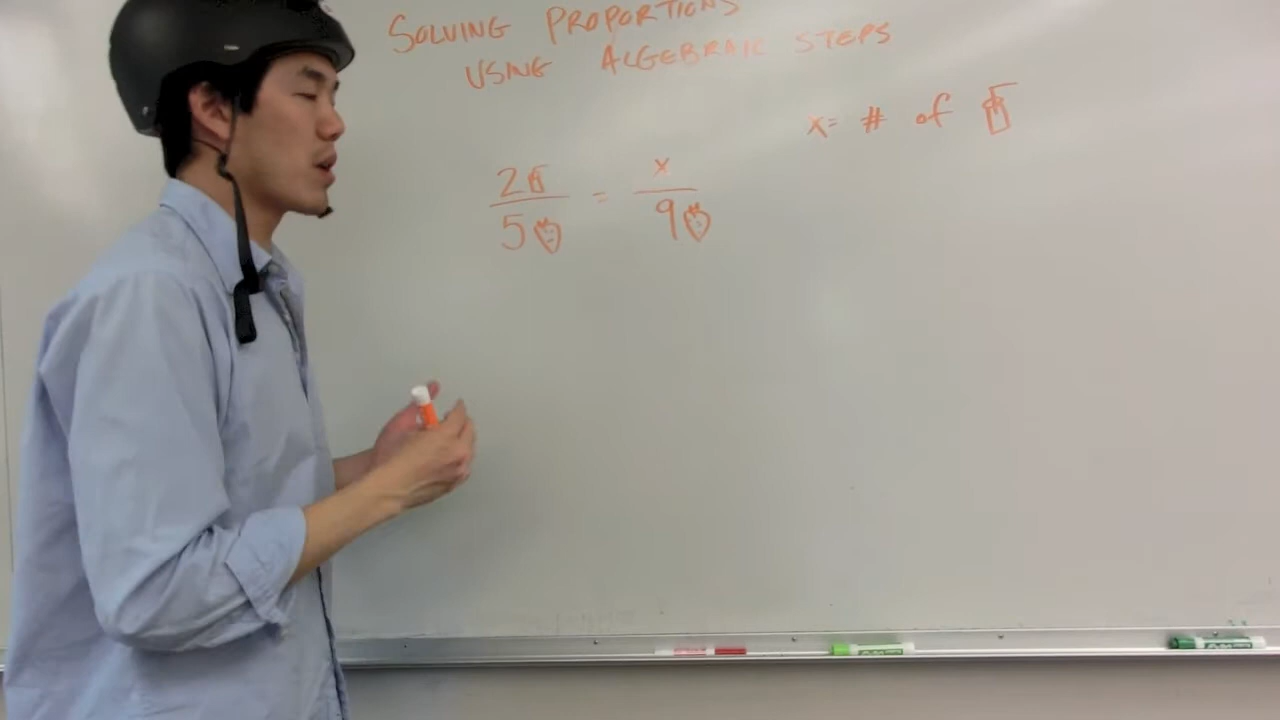 SOLVING PROPORTIONS
USING ALGEBRAIC STEPS
x = # of
2 = x
5 9